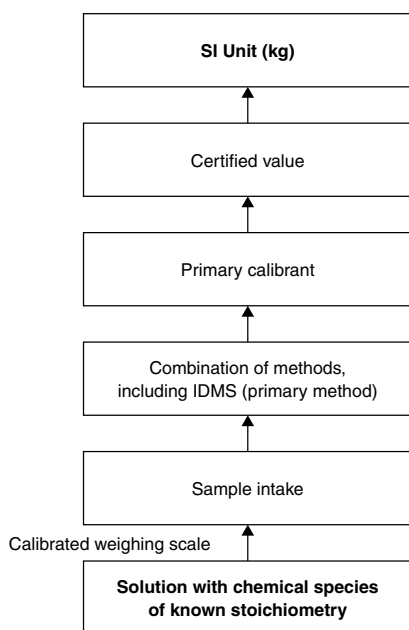 SI Unit (kg)
Certified value
Primary calibrant
Combination of methods,
including IDMS (primary method)
Sample intake
Calibrated weighing scale
Solution with chemical species
of known stoichiometry